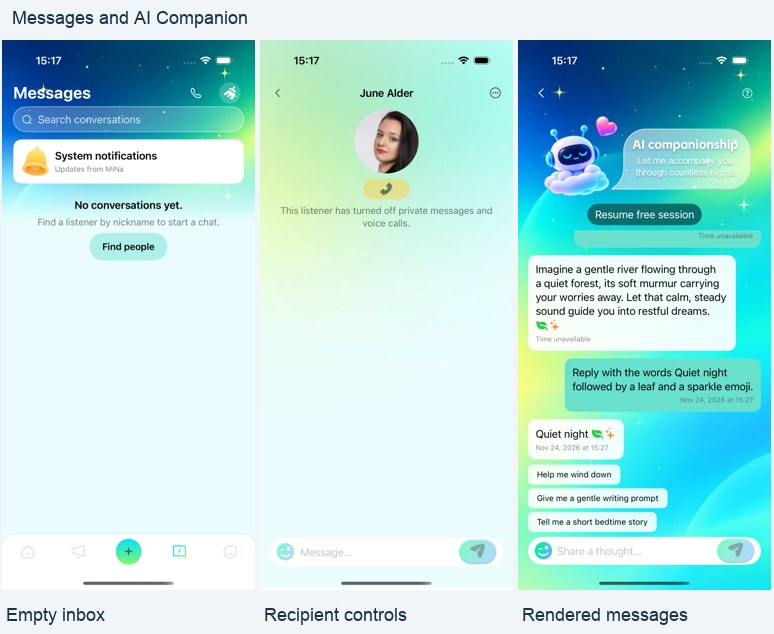 Messages and AI Companion
15:17
Messages
Search conversations
System notifications
Updates from MiNa
No conversations yet.
Find a listener by nickname to start a chat.
Find people
Empty inbox
15:17
June Alder
This listener has turned off private messages and
voice calls.
Message...
Recipient controls
15:17
AI companionship
Let me accompany you
through countless nights
Resume free session
Time unavailable
Imagine a gentle river flowing through
a quiet forest, its soft murmur carrying
your worries away. Let that calm, steady
sound guide you into restful dreams.
🌿✨
Time unavailable
Reply with the words Quiet night
followed by a leaf and a sparkle emoji.
Nov 24, 2026 at 15:27
Quiet night 🌿✨
Nov 24, 2026 at 15:27
Help me wind down
Give me a gentle writing prompt
Tell me a short bedtime story
Share a thought...
Rendered messages